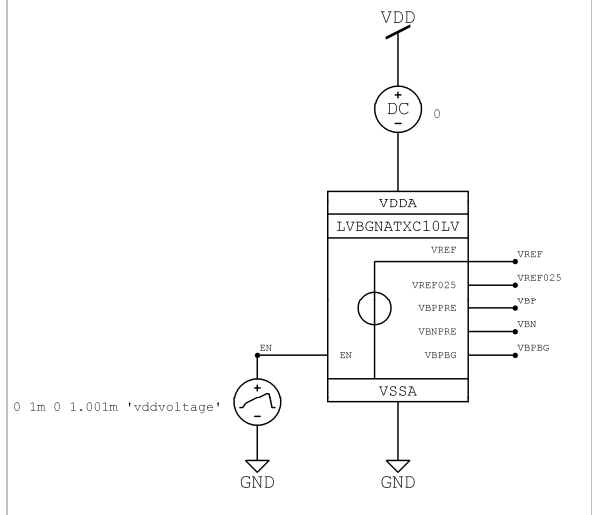 VDD
+
DC
−
0
VDDA
LVBGNATXC10LV
VREF
VREF
VREF025
VREF025
VBPPRE
VBP
VBNPRE
VBN
EN
EN
VBPBG
VBPBG
VSSA
+
−
0 1m 0 1.001m 'vddvoltage'
GND
GND